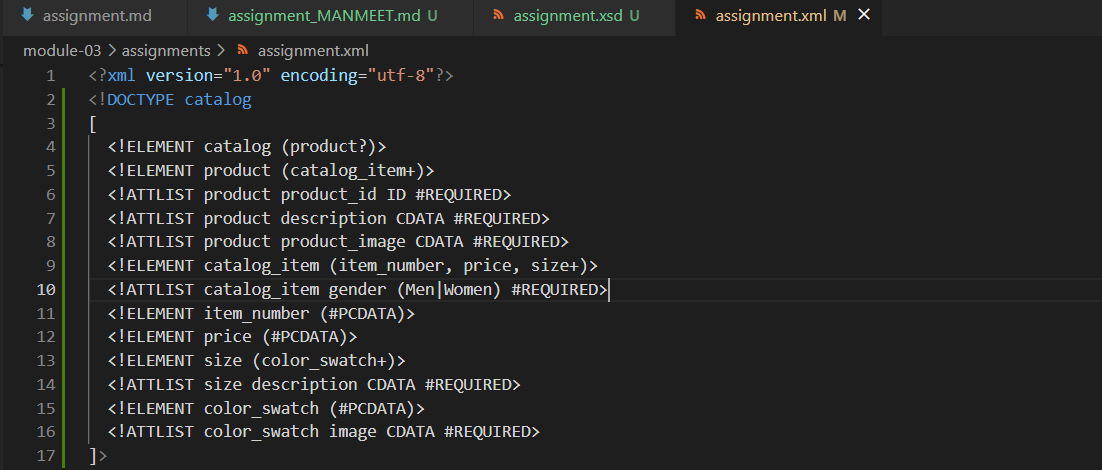 assignment.md
assignment_MANMEET.md U
assignment.xsd U
assignment.xml M
module-03 > assignments > assignment.xml
1 <?xml version="1.0" encoding="utf-8"?>
2 <!DOCTYPE catalog
3 [
4 <!ELEMENT catalog (product?)>
5 <!ELEMENT product (catalog_item+)>
6 <!ATTLIST product product_id ID #REQUIRED>
7 <!ATTLIST product description CDATA #REQUIRED>
8 <!ATTLIST product product_image CDATA #REQUIRED>
9 <!ELEMENT catalog_item (item_number, price, size+)>
10 <!ATTLIST catalog_item gender (Men|Women) #REQUIRED>
11 <!ELEMENT item_number (#PCDATA)>
12 <!ELEMENT price (#PCDATA)>
13 <!ELEMENT size (color_swatch+)>
14 <!ATTLIST size description CDATA #REQUIRED>
15 <!ELEMENT color_swatch (#PCDATA)>
16 <!ATTLIST color_swatch image CDATA #REQUIRED>
17 ]>